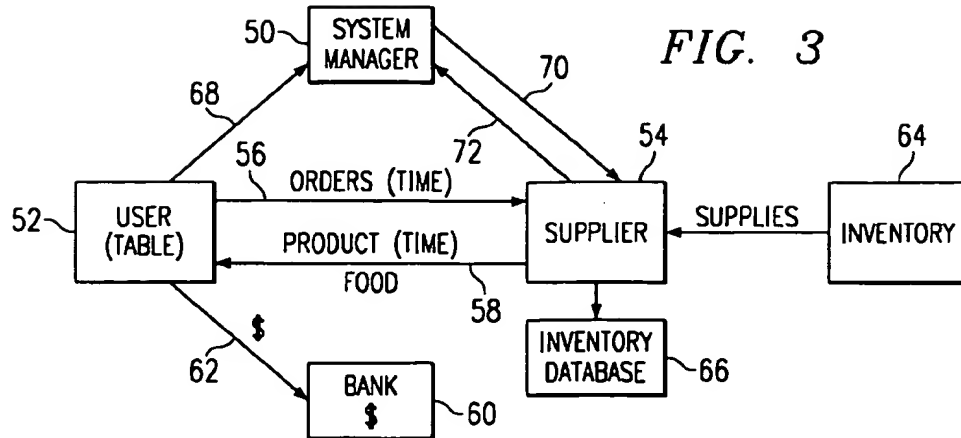 50
SYSTEM
MANAGER
FIG. 3
68
70
72
54
64
56
ORDERS (TIME)
52
USER
(TABLE)
SUPPLIER
SUPPLIES
INVENTORY
PRODUCT (TIME)
FOOD
58
$
62
INVENTORY
DATABASE
66
BANK
$
60